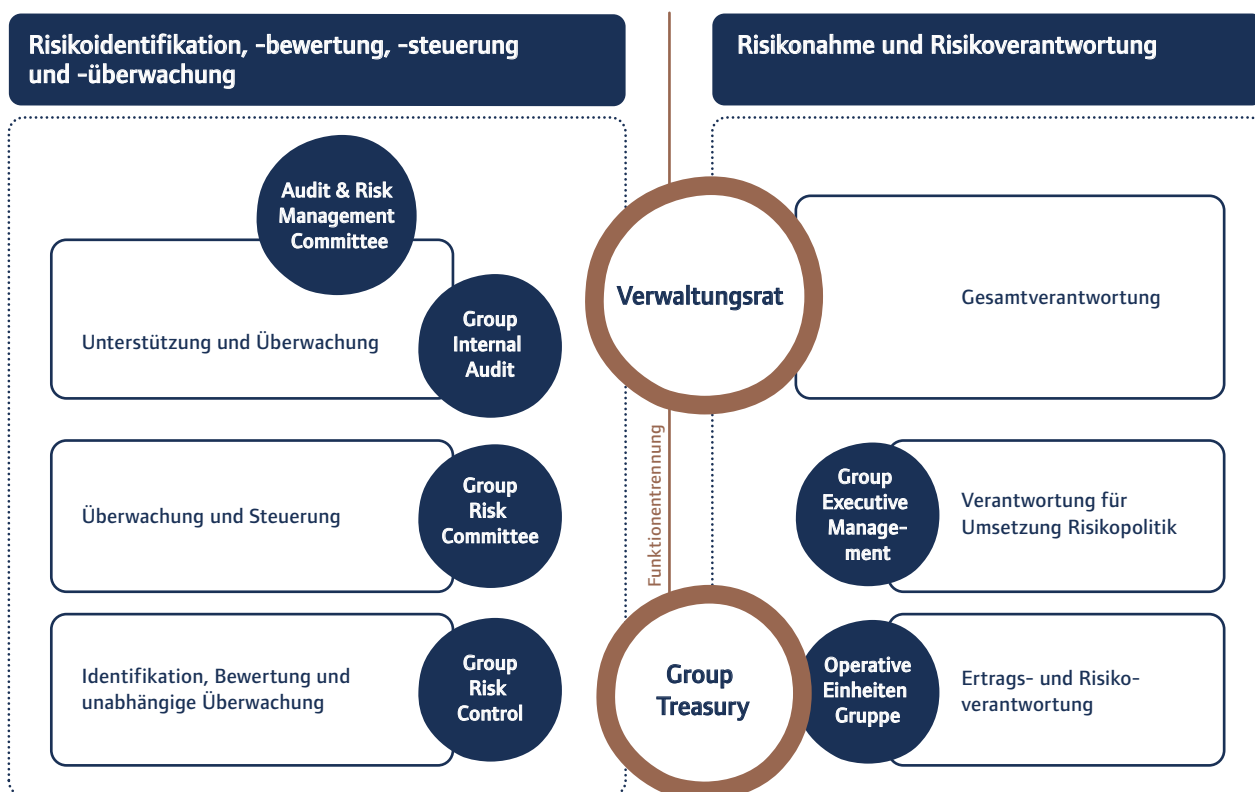 Risikoidentifikation, -bewertung, -steuerung
und -überwachung
Risikonahme und Risikoverantwortung
Audit & Risk
Management
Committee
Unterstützung und Überwachung
Group
Internal
Audit
Verwaltungsrat
Gesamtverantwortung
Funktionentrennung
Überwachung und Steuerung
Group
Risk
Committee
Group
Executive
Manage-
ment
Verantwortung für
Umsetzung Risikopolitik
Identifikation, Bewertung und
unabhängige Überwachung
Group
Risk
Control
Group
Treasury
Operative
Einheiten
Gruppe
Ertrags- und Risiko-
verantwortung